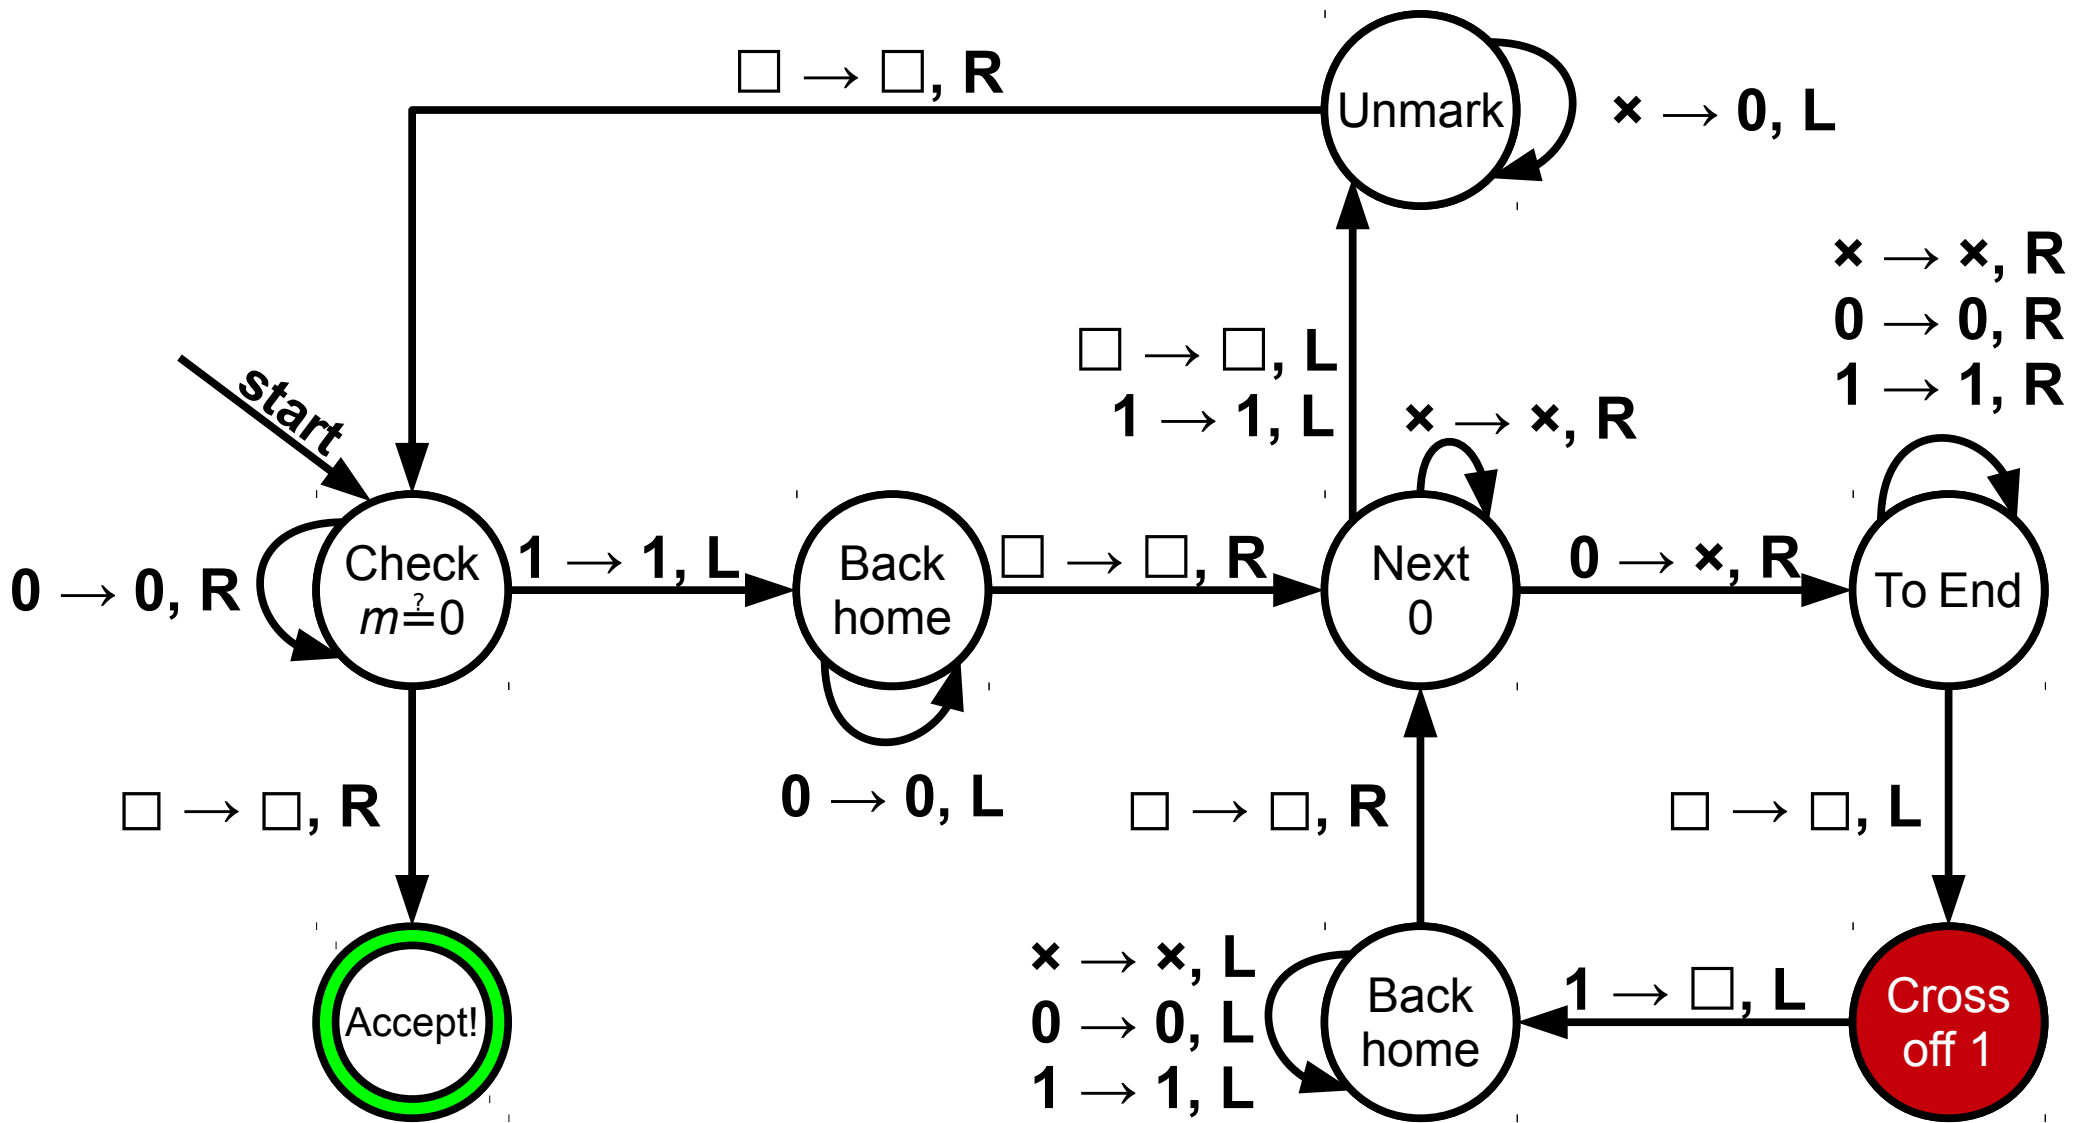 □ → □, R
Unmark
× → 0, L
× → ×, R
0 → 0, R
1 → 1, R
□ → □, L
1 → 1, L
× → ×, R
start
0 → 0, R
Check
m≟0
1 → 1, L
Back
home
□ → □, R
Next
0
0 → ×, R
To End
0 → 0, L
□ → □, R
□ → □, R
□ → □, L
Accept!
× → ×, L
0 → 0, L
1 → 1, L
Back
home
1 → □, L
Cross
off 1